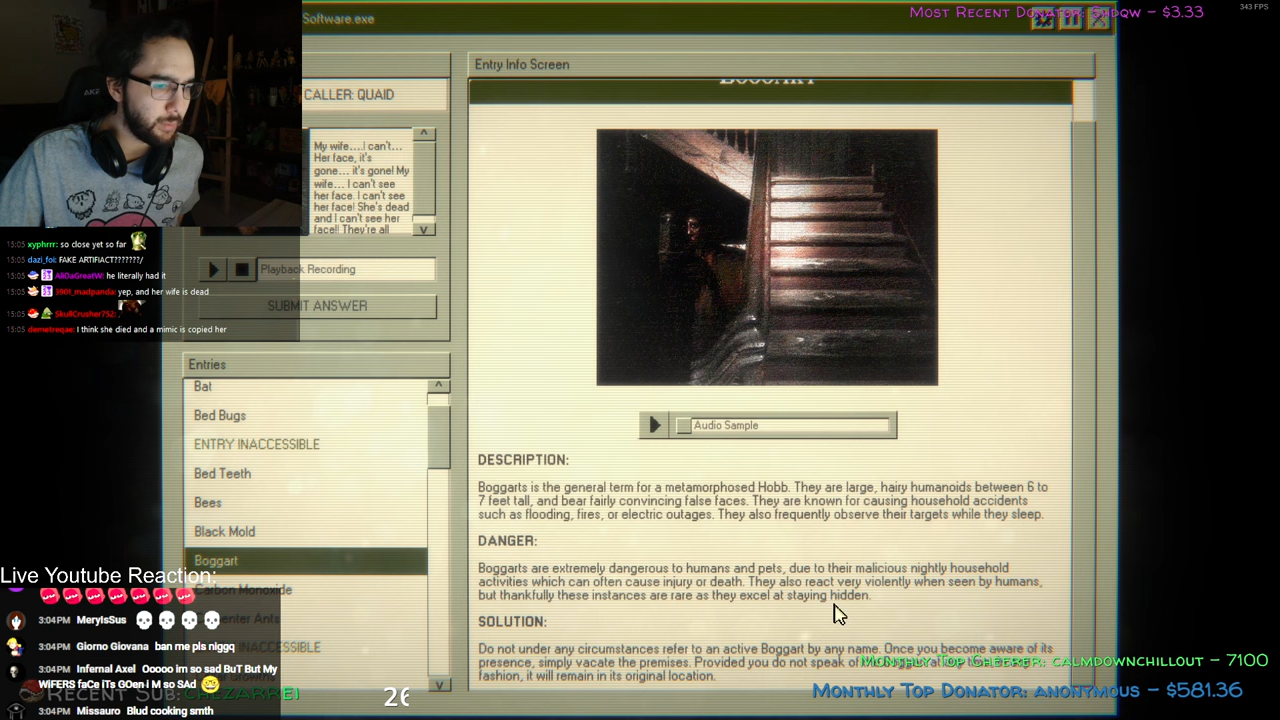 Software.exe
MOST RECENT DONATOR: - $3.33
343 FPS
Entry Info Screen
CALLER: QUAID
BOGGART
My wife....I can't...
Her face, it's
gone... it's gone! My
wife... I can't see
her face. I can't see
her face! She's dead
and I can't see her
face!! They're all
15:05 xyphrrr: so close yet so far
15:05 dazi_foi: FAKE ARTIFIACT???????/
15:05 AliDaGreatW: he literally had it
15:05 390f_madpanda: yep, and her wife is dead
15:05 SkullCrusher752:
15:05 demetreqae: I think she died and a mimic is copied her
Playback Recording
SUBMIT ANSWER
Entries
Bat
Bed Bugs
ENTRY INACCESSIBLE
Bed Teeth
Bees
Black Mold
Boggart
Carbon Monoxide
Carpenter Ants
INACCESSIBLE
Audio Sample
DESCRIPTION:
Boggarts is the general term for a metamorphosed Hobb. They are large, hairy humanoids between 6 to
7 feet tall, and bear fairly convincing false faces. They are known for causing household accidents
such as flooding, fires, or electric outages. They also frequently observe their targets while they sleep.
DANGER:
Boggarts are extremely dangerous to humans and pets, due to their malicious nightly household
activities which can often cause injury or death. They also react very violently when seen by humans,
but thankfully these instances are rare as they excel at staying hidden.
SOLUTION:
Do not under any circumstances refer to an active Boggart by any name. Once you become aware of its
presence, simply vacate the premises. Provided you do not speak of
fashion, it will remain in its original location.
Live Youtube Reaction:
3:04PM MeryIsSus
3:04PM Giorno Giovana ban me pls niggq
3:04PM Infernal Axel Ooooo im so sad BuT But My
WiFERS faCe iTs GOen i M so SAd
3:04PM Missauro Blud cooking smth
RECENT SUB: CHEZARREI
26
MONTHLY TOP CHEERER: CALMDOWNCHILLOUT - 7100
MONTHLY TOP DONATOR: ANONYMOUS - $581.36